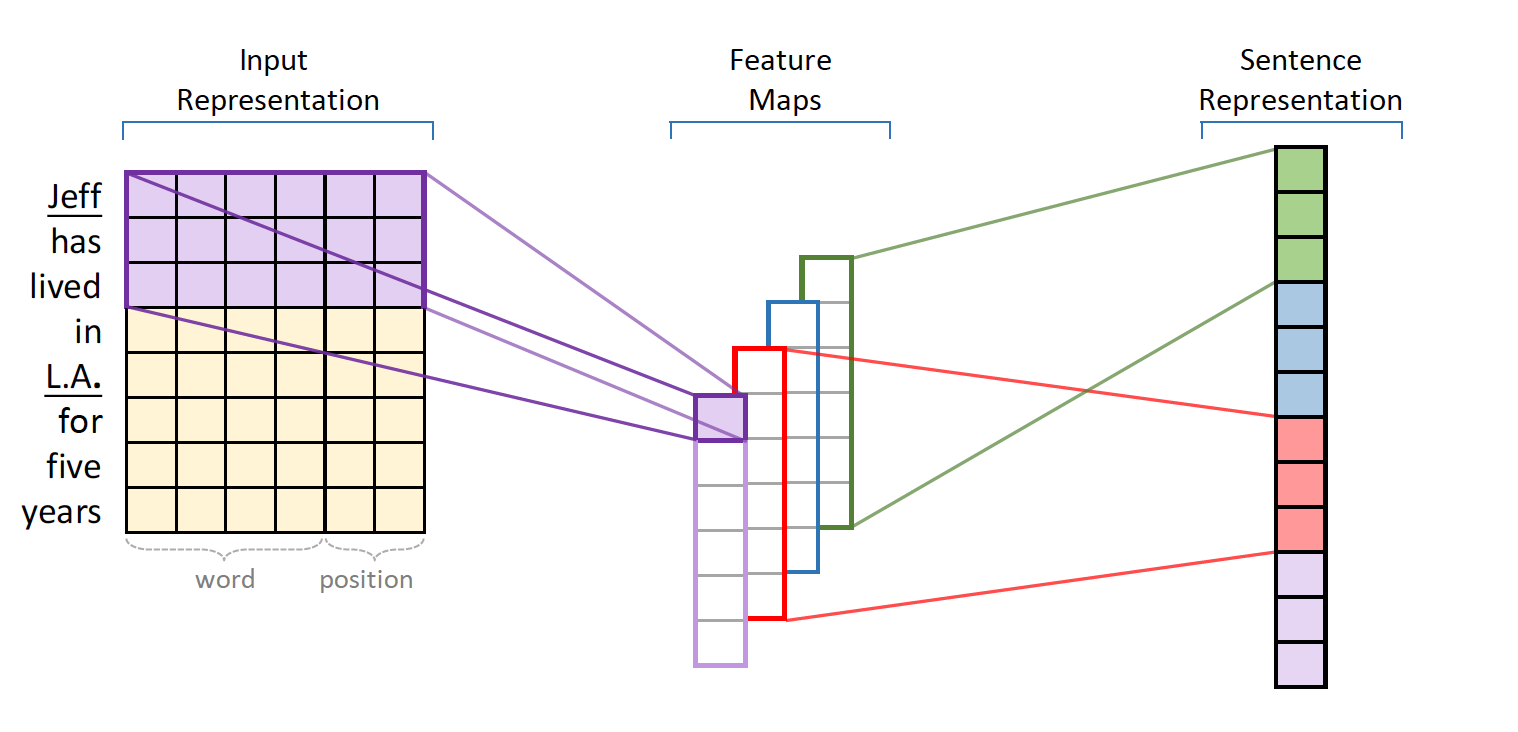 Input
Representation
Feature
Maps
Sentence
Representation
Jeff
has
lived
in
L.A.
for
five
years
word
position